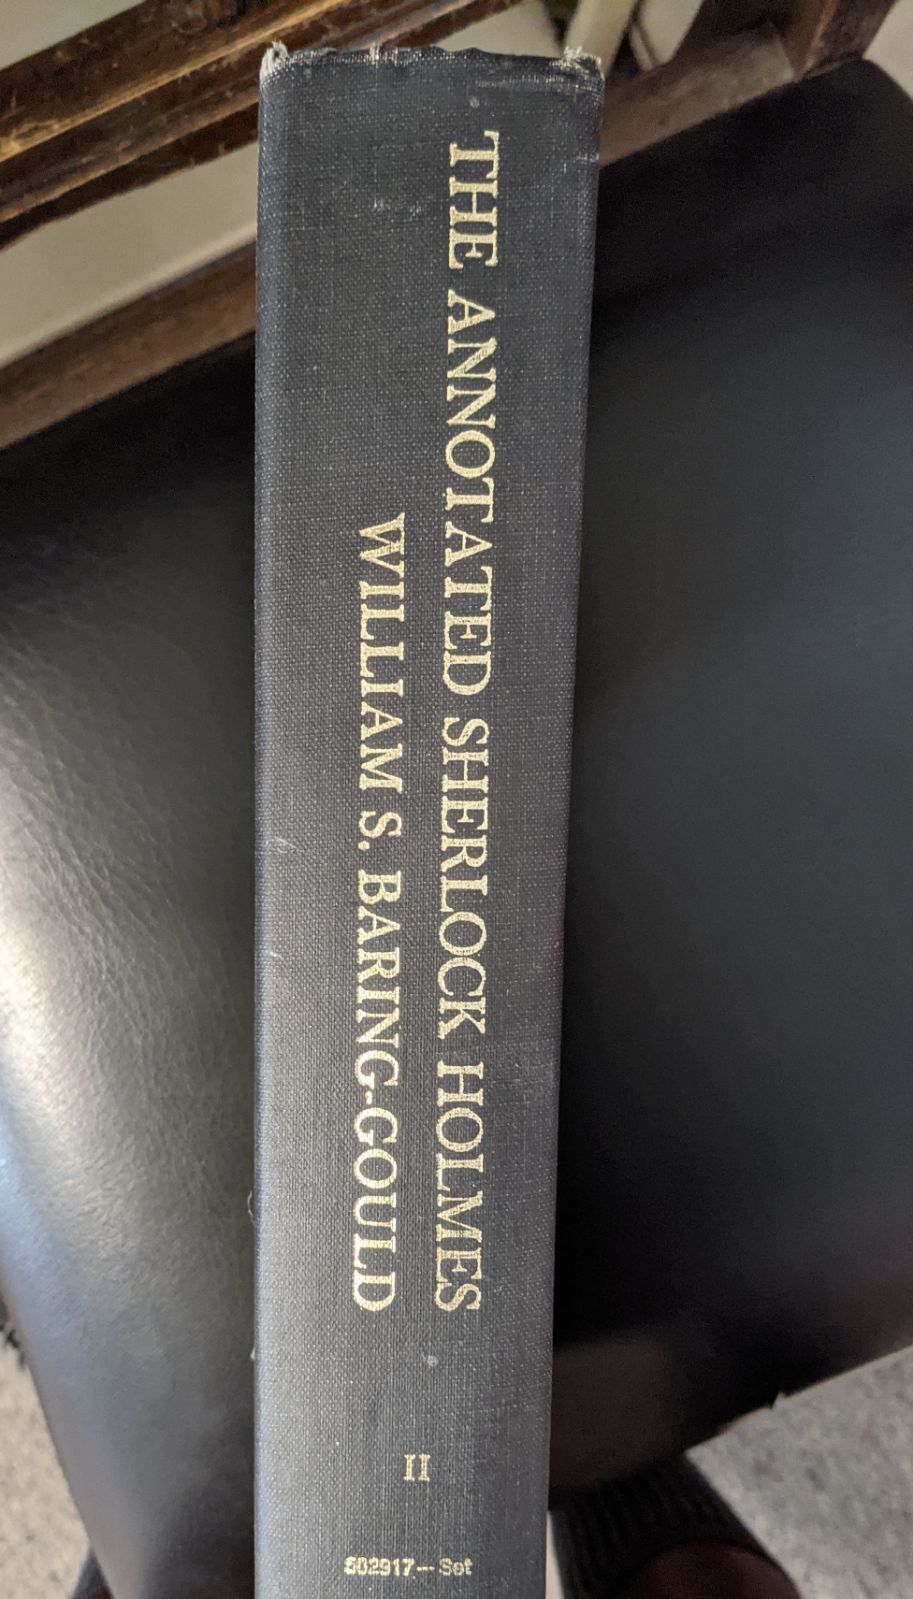 THE ANNOTATED SHERLOCK HOLMES
WILLIAM S. BARING-GOULD
II
502917—Set